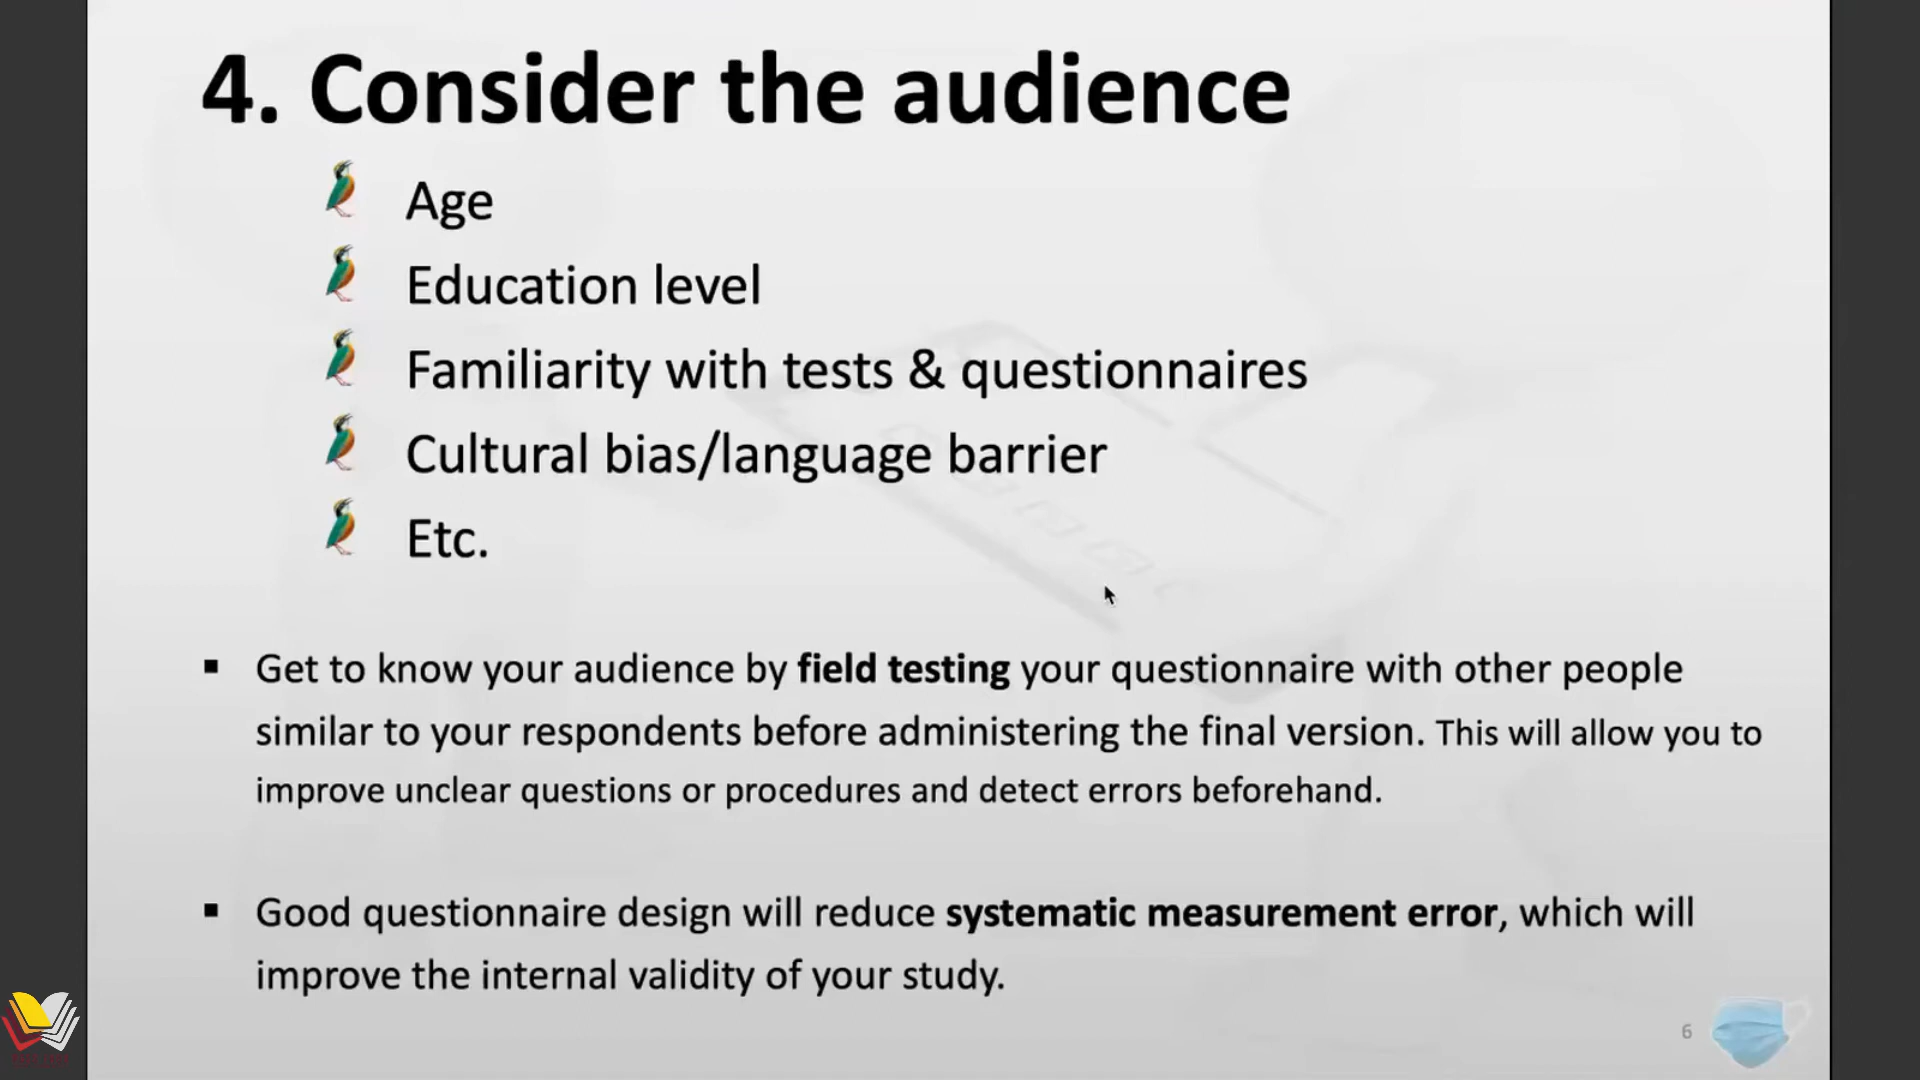 4. Consider the audience
Age
Education level
Familiarity with tests & questionnaires
Cultural bias/language barrier
Etc.
▪ Get to know your audience by field testing your questionnaire with other people
similar to your respondents before administering the final version. This will allow you to
improve unclear questions or procedures and detect errors beforehand.
▪ Good questionnaire design will reduce systematic measurement error, which will
improve the internal validity of your study.
6